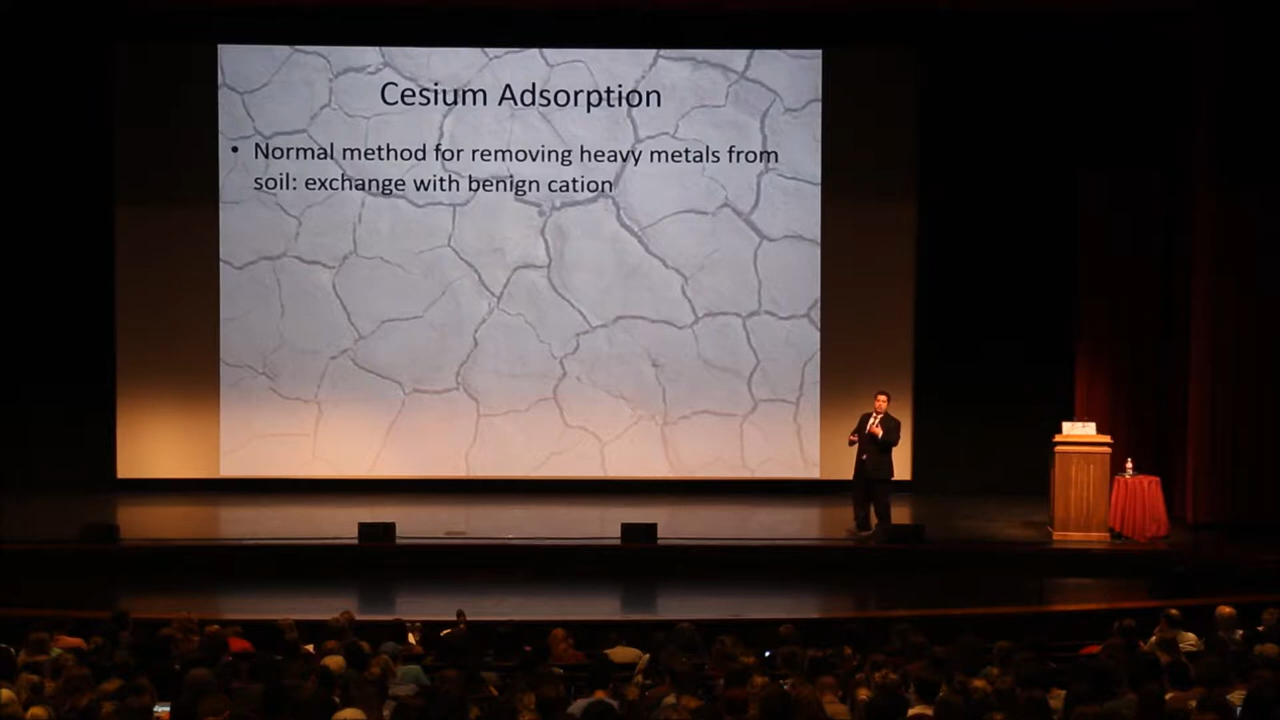 Cesium Adsorption
• Normal method for removing heavy metals from
soil: exchange with benign cation